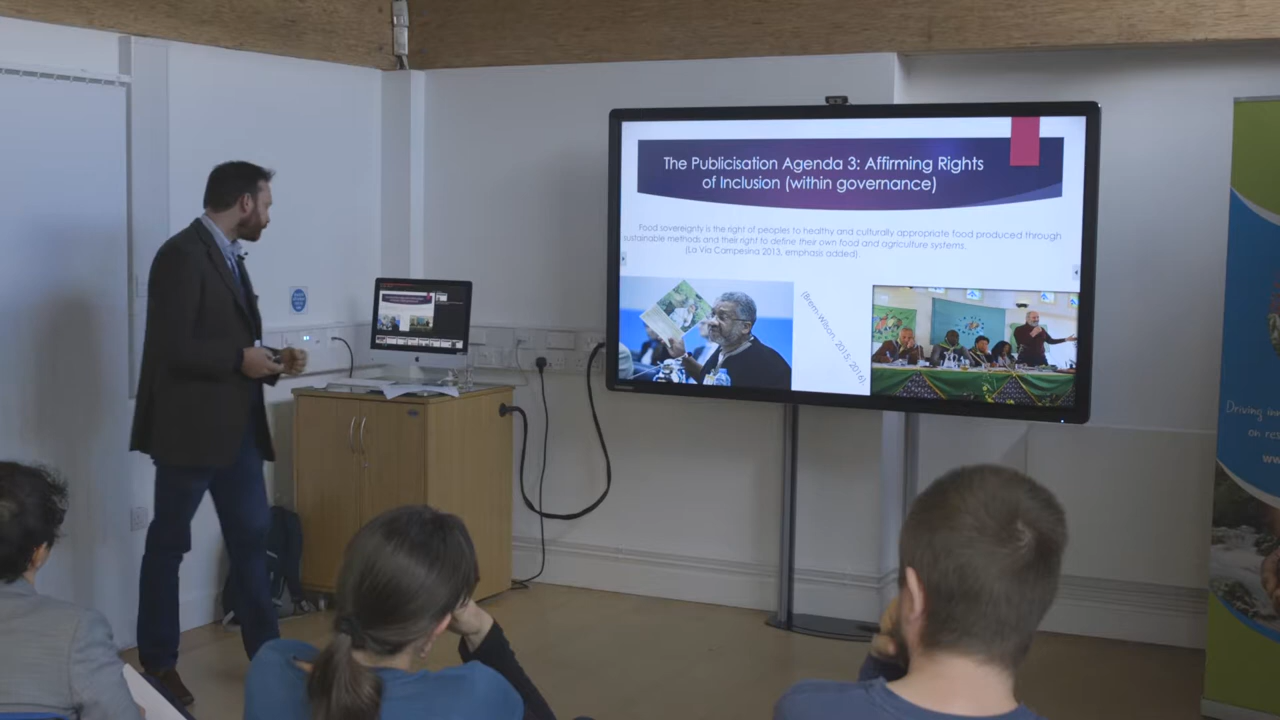 The Publicisation Agenda 3: Affirming Rights
of Inclusion (within governance)
Food sovereignty is the right of peoples to healthy and culturally appropriate food produced through
sustainable methods and their right to define their own food and agriculture systems.
(La Via Campesina 2013, emphasis added).
(Brem-Wilson, 2015; 2016).
Driving
on